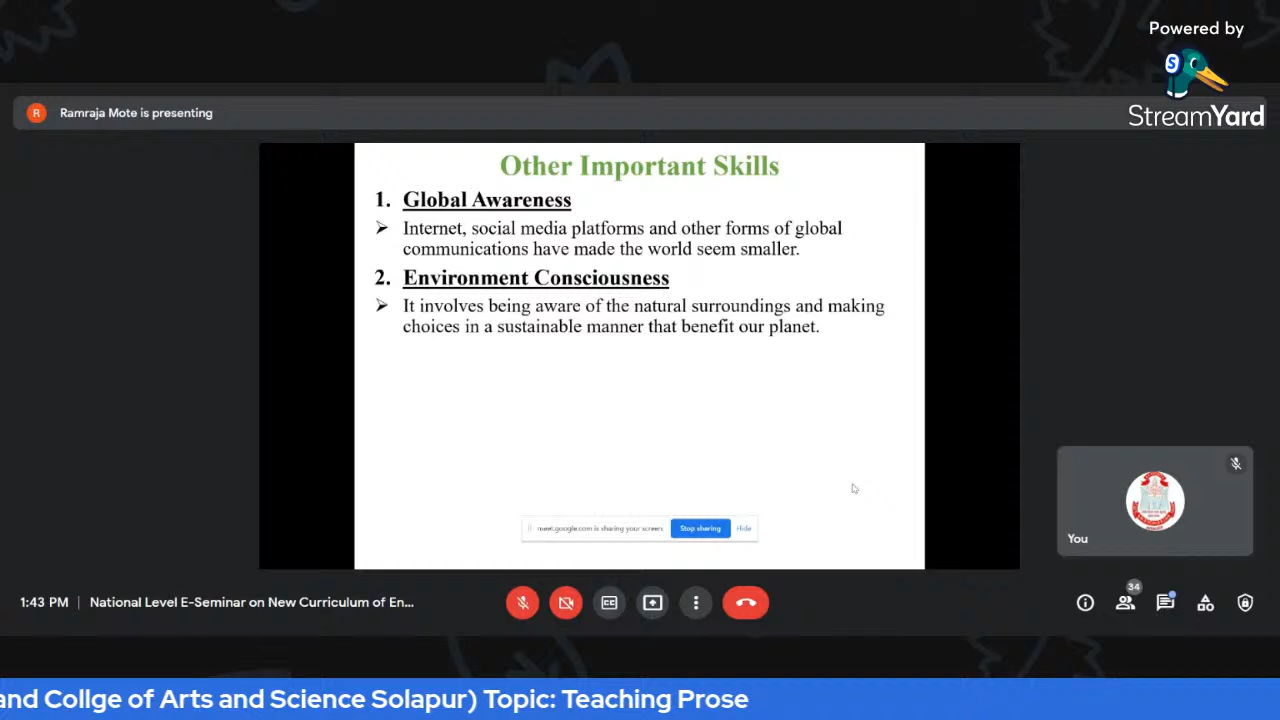 Powered by
StreamYard
R
Ramraja Mote is presenting
Other Important Skills
1. Global Awareness
➢ Internet, social media platforms and other forms of global
communications have made the world seem smaller.
2. Environment Consciousness
➢ It involves being aware of the natural surroundings and making
choices in a sustainable manner that benefit our planet.
meet.google.com is sharing your screen. Stop sharing Hide
You
1:43 PM | National Level E-Seminar on New Curriculum of En...
34
and Collge of Arts and Science Solapur) Topic: Teaching Prose